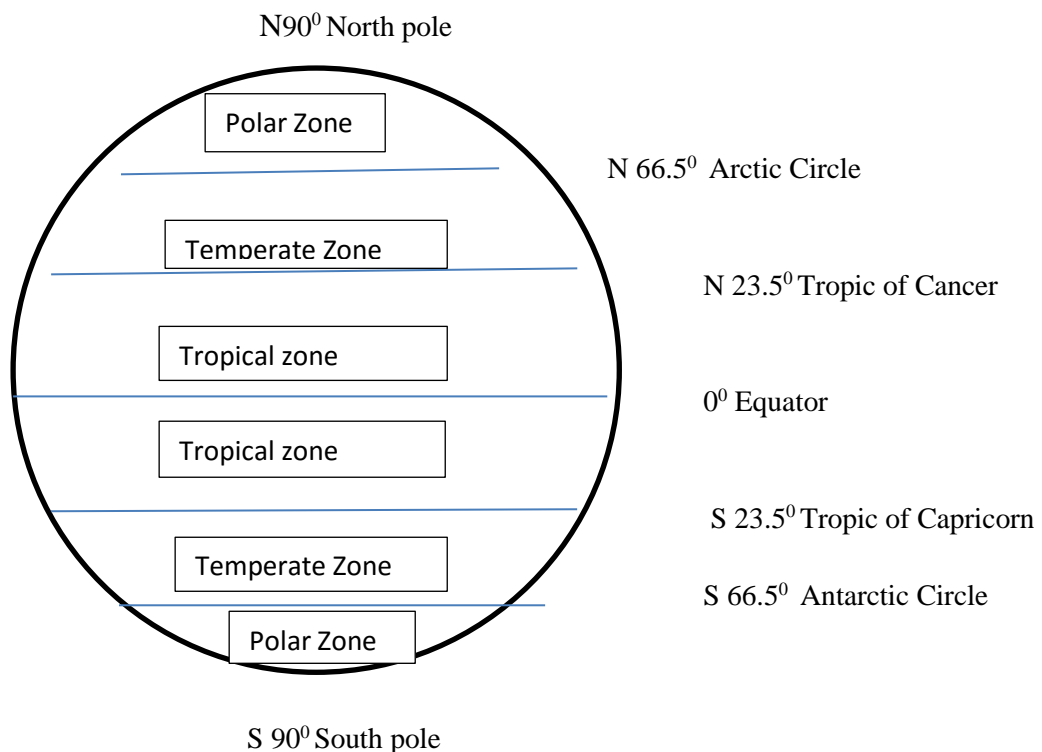 N90⁰ North pole
Polar Zone
N 66.5⁰ Arctic Circle
Temperate Zone
N 23.5⁰ Tropic of Cancer
Tropical zone
0⁰ Equator
Tropical zone
S 23.5⁰ Tropic of Capricorn
Temperate Zone
S 66.5⁰ Antarctic Circle
Polar Zone
S 90⁰ South pole